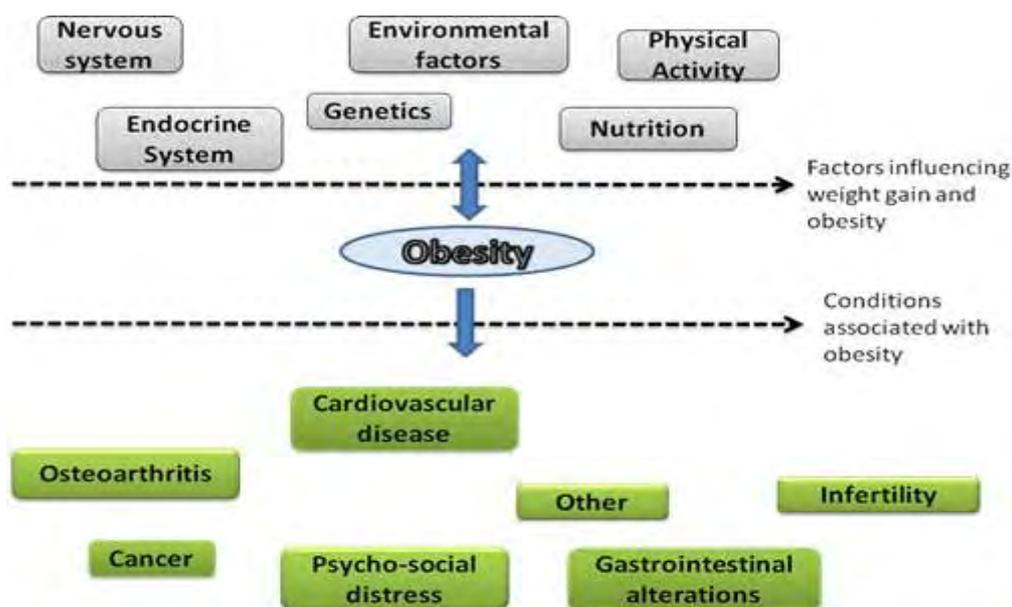 Nervous
system
Environmental
factors
Physical
Activity
Endocrine
System
Genetics
Nutrition
Factors influencing
weight gain and
obesity
Obesity
Conditions
associated with
obesity
Cardiovascular
disease
Osteoarthritis
Other
Infertility
Cancer
Psycho-social
distress
Gastrointestinal
alterations